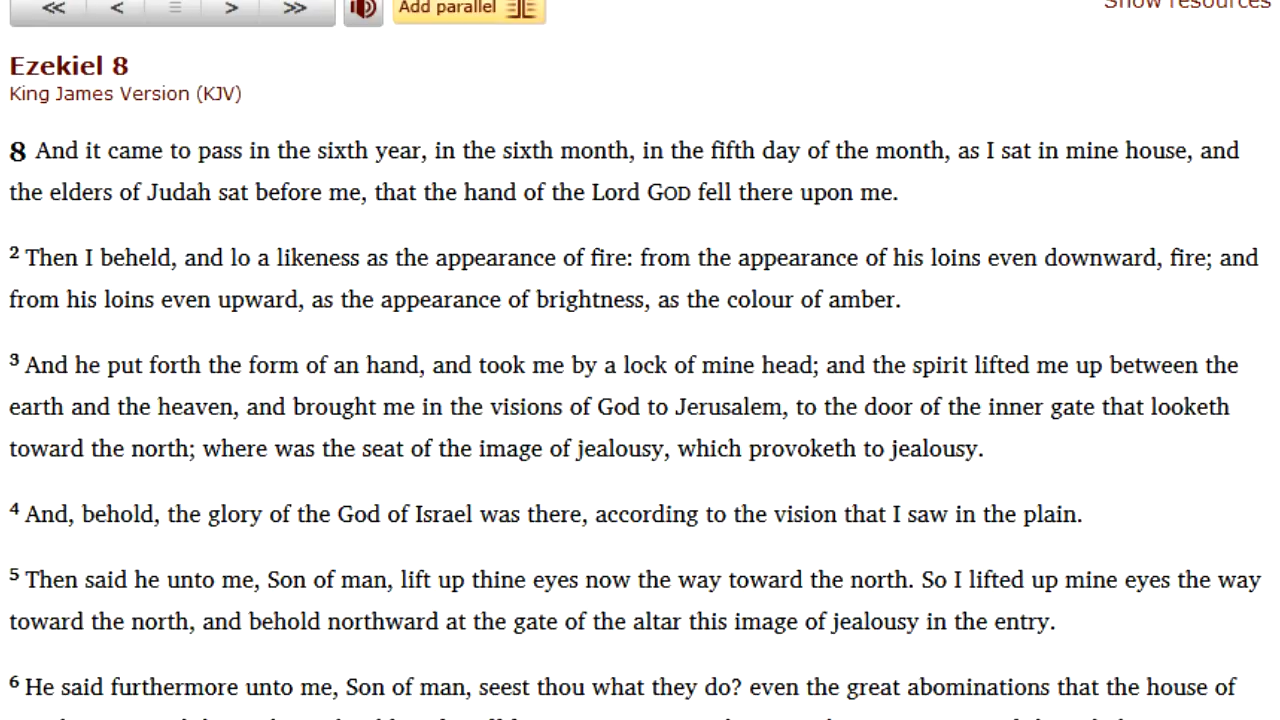 << < ≡ > >> Add parallel Show resources
Ezekiel 8
King James Version (KJV)
8 And it came to pass in the sixth year, in the sixth month, in the fifth day of the month, as I sat in mine house, and
the elders of Judah sat before me, that the hand of the Lord GOD fell there upon me.
2 Then I beheld, and lo a likeness as the appearance of fire: from the appearance of his loins even downward, fire; and
from his loins even upward, as the appearance of brightness, as the colour of amber.
3 And he put forth the form of an hand, and took me by a lock of mine head; and the spirit lifted me up between the
earth and the heaven, and brought me in the visions of God to Jerusalem, to the door of the inner gate that looketh
toward the north; where was the seat of the image of jealousy, which provoketh to jealousy.
4 And, behold, the glory of the God of Israel was there, according to the vision that I saw in the plain.
5 Then said he unto me, Son of man, lift up thine eyes now the way toward the north. So I lifted up mine eyes the way
toward the north, and behold northward at the gate of the altar this image of jealousy in the entry.
6 He said furthermore unto me, Son of man, seest thou what they do? even the great abominations that the house of